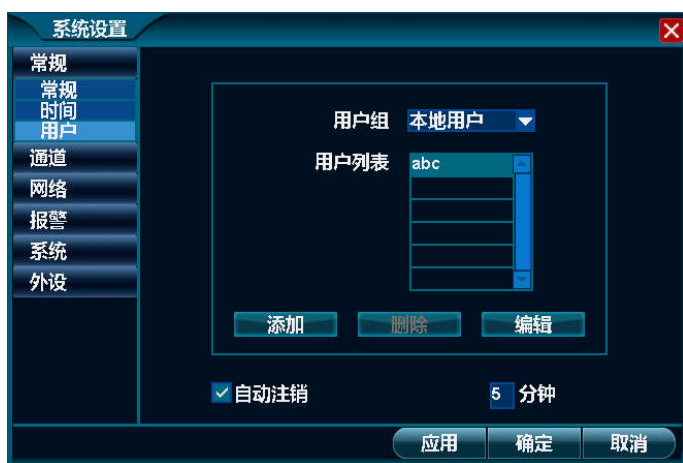 系统设置
常规
常规
时间
用户
通道
网络
报警
系统
外设
用户组 本地用户
用户列表 abc
添加 删除 编辑
自动注销 5 分钟
应用 确定 取消